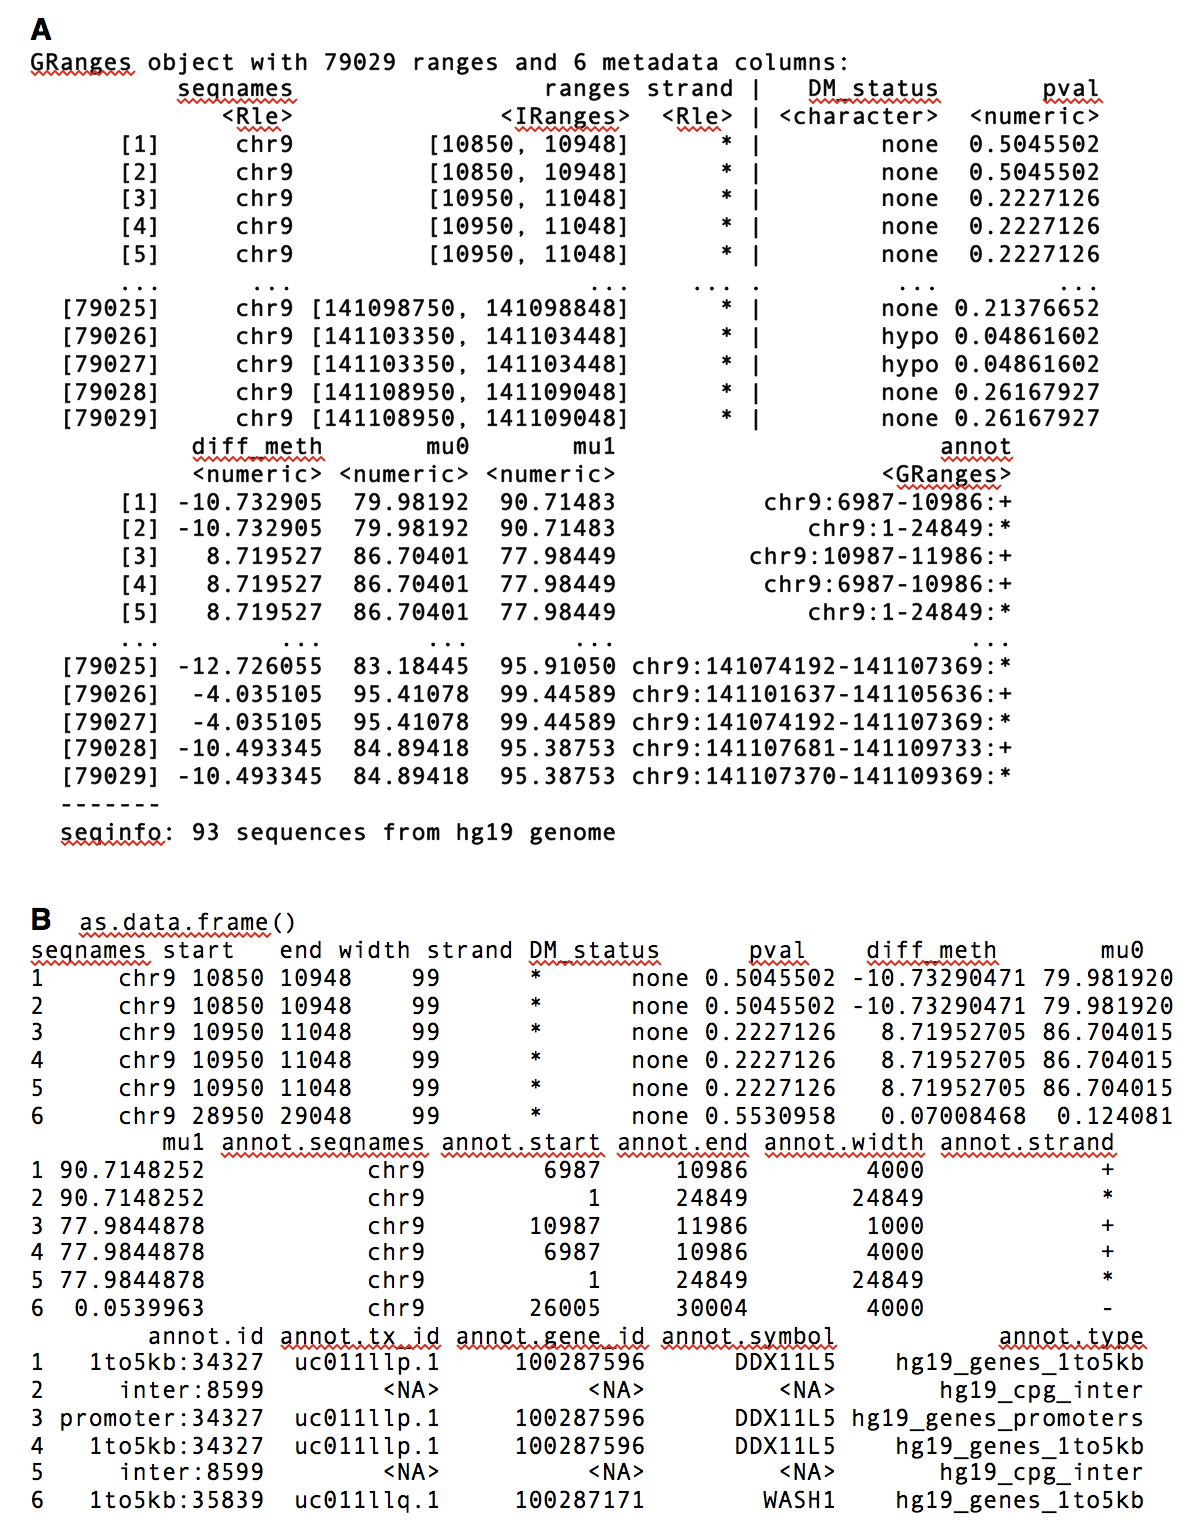 A
GRanges object with 79029 ranges and 6 metadata columns:
seqnames ranges strand | DM_status pval
<Rle> <IRanges> <Rle> | <character> <numeric>
[1] chr9 [10850, 10948] * | none 0.5045502
[2] chr9 [10850, 10948] * | none 0.5045502
[3] chr9 [10950, 11048] * | none 0.2227126
[4] chr9 [10950, 11048] * | none 0.2227126
[5] chr9 [10950, 11048] * | none 0.2227126
... ... ... ... . ... ...
[79025] chr9 [141098750, 141098848] * | none 0.21376652
[79026] chr9 [141103350, 141103448] * | hypo 0.04861602
[79027] chr9 [141103350, 141103448] * | hypo 0.04861602
[79028] chr9 [141108950, 141109048] * | none 0.26167927
[79029] chr9 [141108950, 141109048] * | none 0.26167927
diff_meth mu0 mu1 annot
<numeric> <numeric> <numeric> <GRanges>
[1] -10.732905 79.98192 90.71483 chr9:6987-10986:+
[2] -10.732905 79.98192 90.71483 chr9:1-24849:*
[3] 8.719527 86.70401 77.98449 chr9:10987-11986:+
[4] 8.719527 86.70401 77.98449 chr9:6987-10986:+
[5] 8.719527 86.70401 77.98449 chr9:1-24849:*
... ... ... ... ...
[79025] -12.726055 83.18445 95.91050 chr9:141074192-141107369:*
[79026] -4.035105 95.41078 99.44589 chr9:141101637-141105636:+
[79027] -4.035105 95.41078 99.44589 chr9:141074192-141107369:*
[79028] -10.493345 84.89418 95.38753 chr9:141107681-141109733:+
[79029] -10.493345 84.89418 95.38753 chr9:141107370-141109369:*
-------
seqinfo: 93 sequences from hg19 genome
B as.data.frame()
seqnames start end width strand DM_status pval diff_meth mu0
1 chr9 10850 10948 99 * none 0.5045502 -10.73290471 79.981920
2 chr9 10850 10948 99 * none 0.5045502 -10.73290471 79.981920
3 chr9 10950 11048 99 * none 0.2227126 8.71952705 86.704015
4 chr9 10950 11048 99 * none 0.2227126 8.71952705 86.704015
5 chr9 10950 11048 99 * none 0.2227126 8.71952705 86.704015
6 chr9 28950 29048 99 * none 0.5530958 0.07008468 0.124081
mu1 annot.seqnames annot.start annot.end annot.width annot.strand
1 90.7148252 chr9 6987 10986 4000 +
2 90.7148252 chr9 1 24849 24849 *
3 77.9844878 chr9 10987 11986 1000 +
4 77.9844878 chr9 6987 10986 4000 +
5 77.9844878 chr9 1 24849 24849 *
6 0.0539963 chr9 26005 30004 4000 -
annot.id annot.tx_id annot.gene_id annot.symbol annot.type
1 1to5kb:34327 uc011llp.1 100287596 DDX11L5 hg19_genes_1to5kb
2 inter:8599 <NA> <NA> <NA> hg19_cpg_inter
3 promoter:34327 uc011llp.1 100287596 DDX11L5 hg19_genes_promoters
4 1to5kb:34327 uc011llp.1 100287596 DDX11L5 hg19_genes_1to5kb
5 inter:8599 <NA> <NA> <NA> hg19_cpg_inter
6 1to5kb:35839 uc011llq.1 100287171 WASH1 hg19_genes_1to5kb